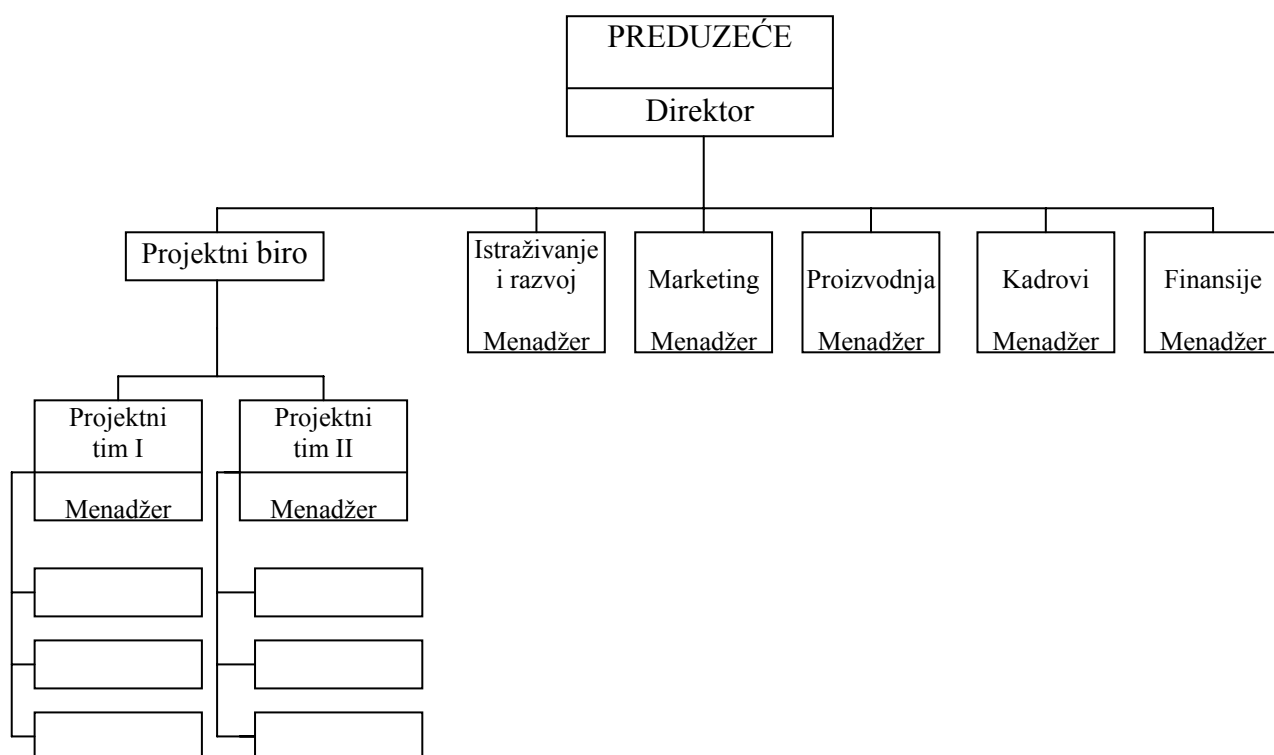 PREDUZEĆE
Direktor
Projektni biro
Istraživanje
i razvoj
Menadžer
Marketing
Menadžer
Proizvodnja
Menadžer
Kadrovi
Menadžer
Finansije
Menadžer
Projektni
tim I
Menadžer
Projektni
tim II
Menadžer